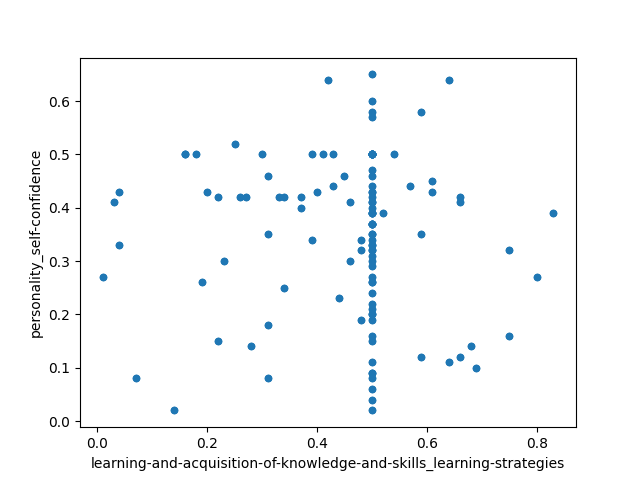 0.6
0.5
0.4
0.3
0.2
0.1
0.0
personality_self-confidence
0.0 0.2 0.4 0.6 0.8
learning-and-acquisition-of-knowledge-and-skills_learning-strategies